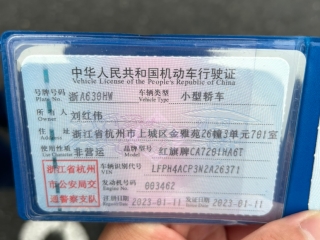 中华人民共和国机动车行驶证
Vehicle License of the People's Republic of China
号牌号码 浙A639HW 车辆类型 小型轿车
Plate No. Vehicle Type
所有人 刘红伟
Owner
住址 浙江省杭州市上城区金雅苑26幢3单元701室
Address
使用性质 非营运 品牌型号 红旗牌CA7201HA6T
Use Character Model
浙江省杭州 车辆识别代号 LFPH4ACP3N2A26371
VIN
市公安局交 发动机号码 003462
Engine No.
通警察支队 注册日期 2023-01-11 发证日期 2023-01-11
Register Date Issue Date